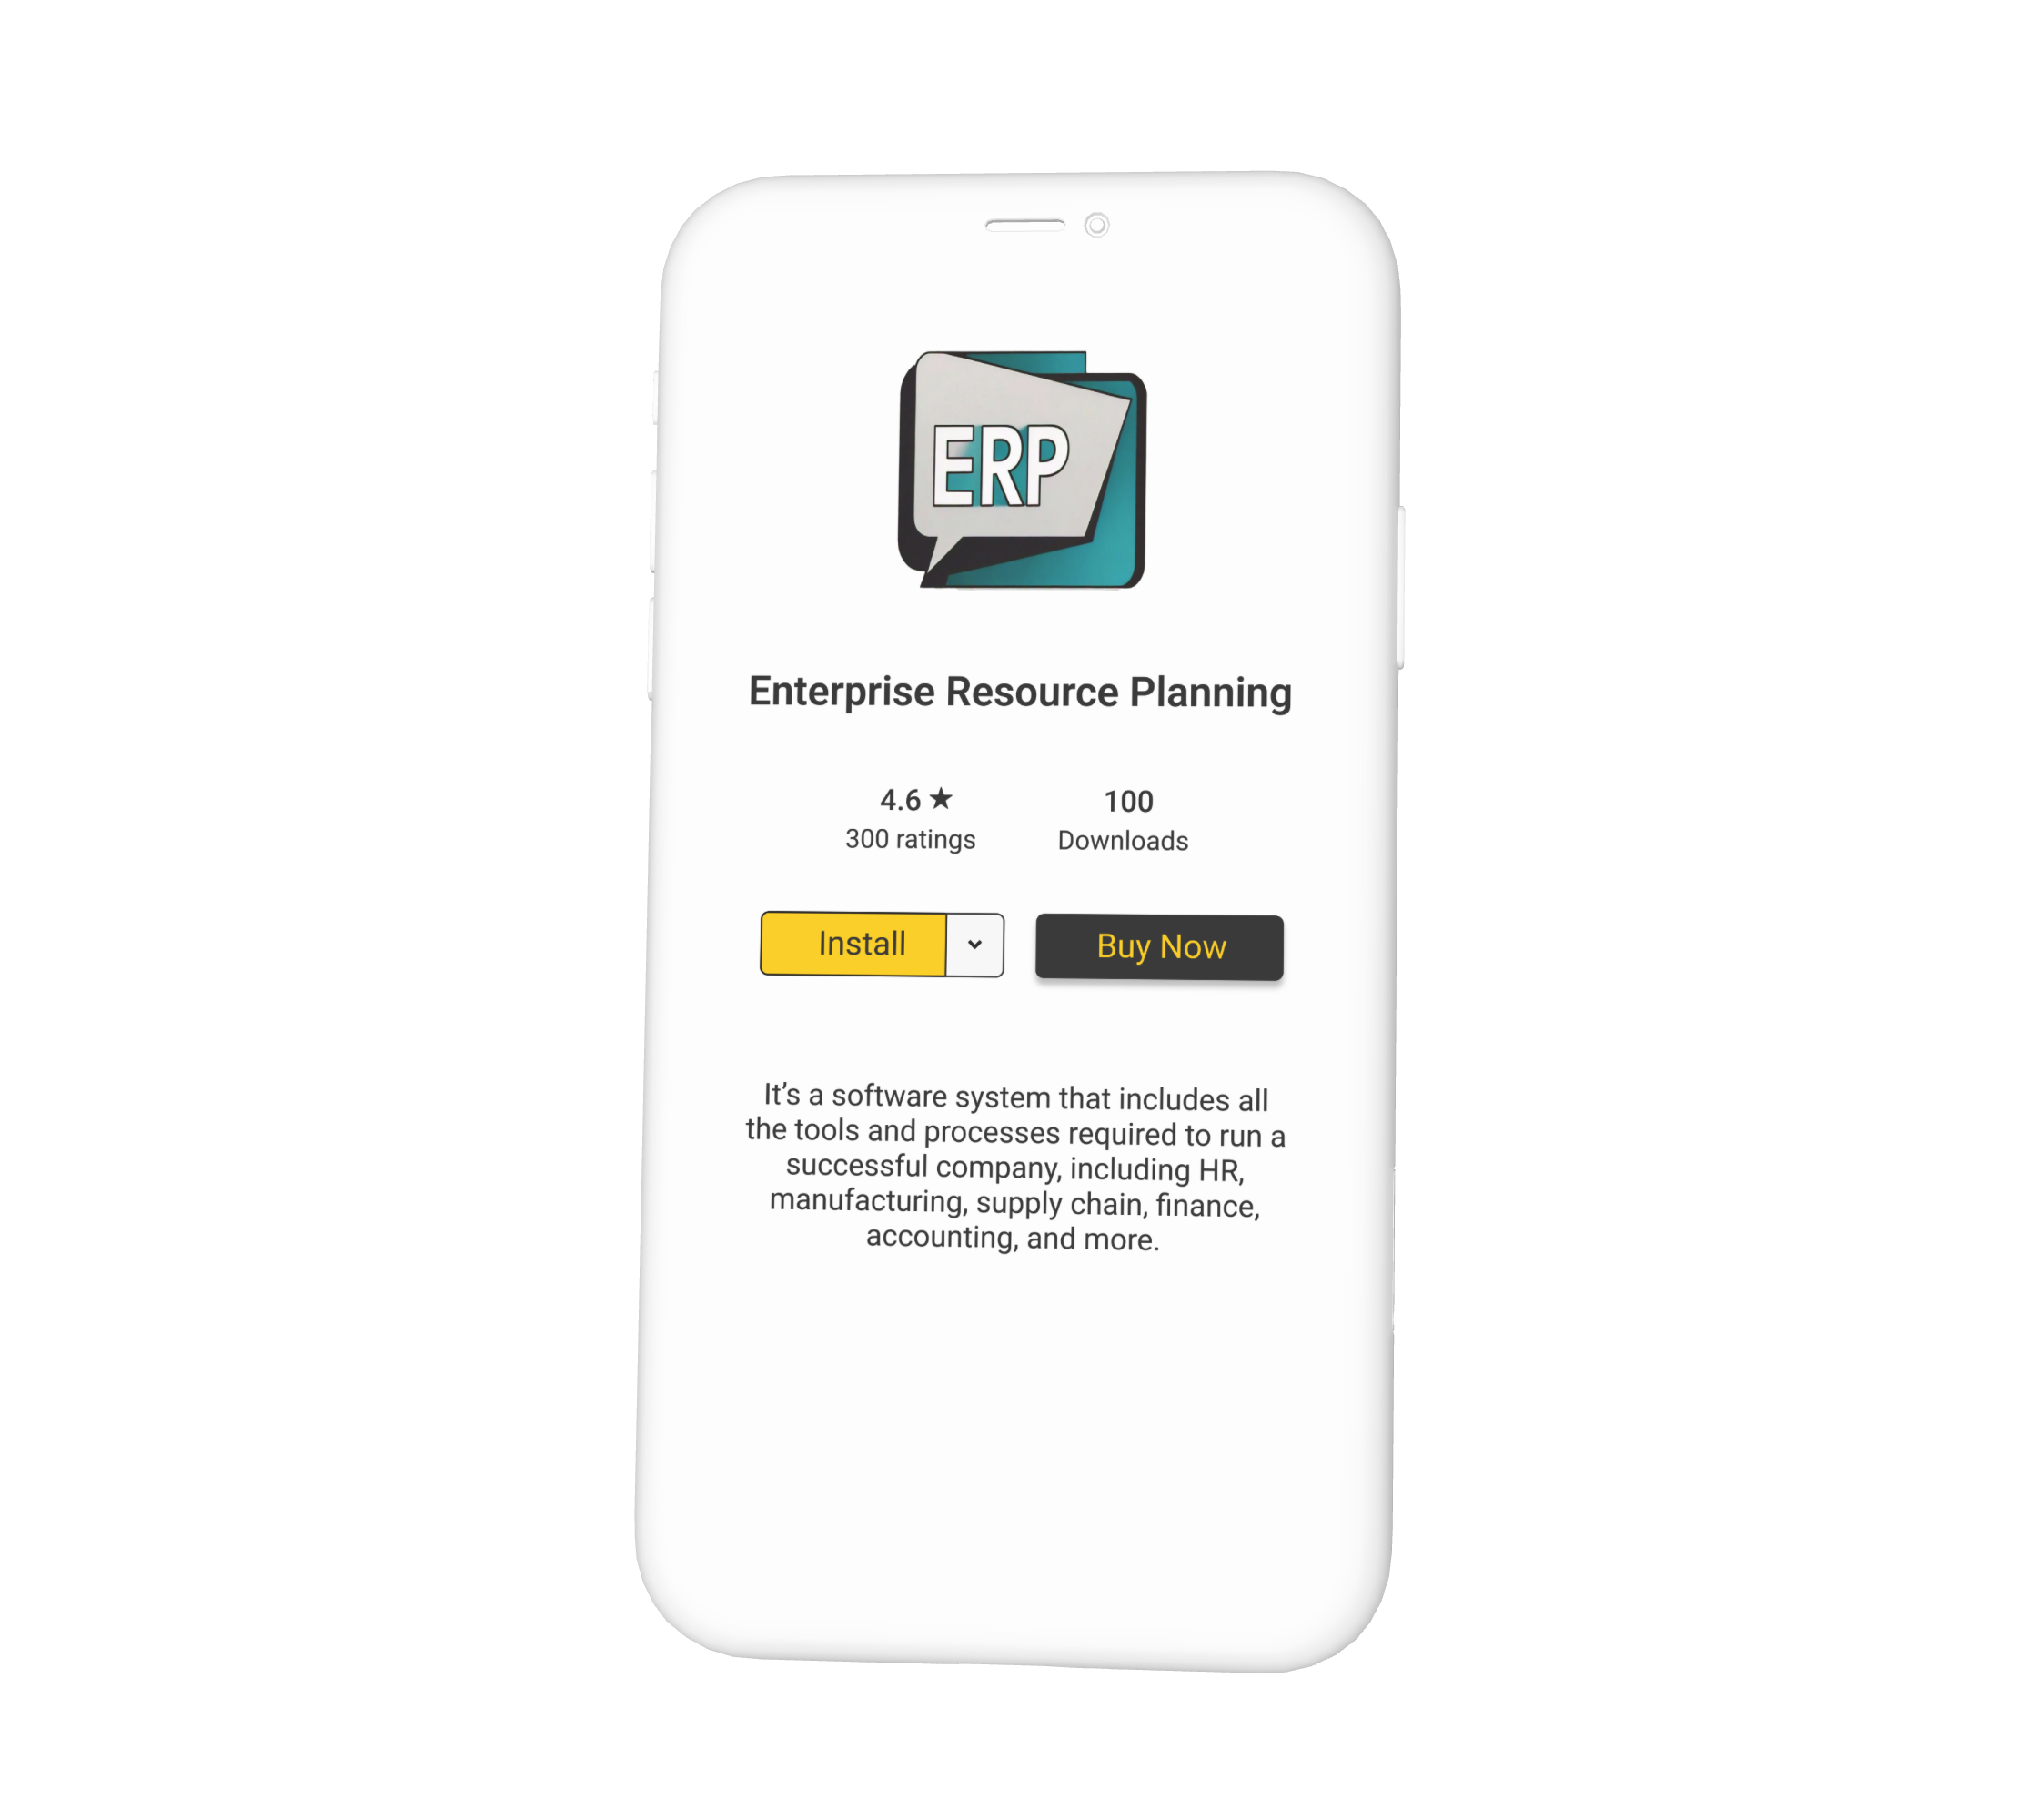 ERP
Enterprise Resource Planning
4.6 ★ 100
300 ratings Downloads
Install Buy Now
It’s a software system that includes all
the tools and processes required to run a
successful company, including HR,
manufacturing, supply chain, finance,
accounting, and more.